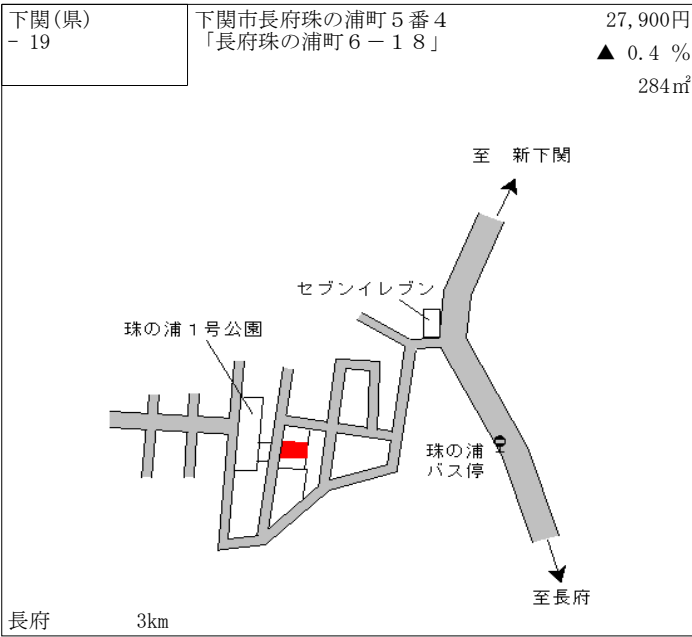 下関(県)
- 19
下関市長府珠の浦町５番４
「長府珠の浦町６－１８」
27,900円
▲ 0.4 %
284㎡
至　新下関
セブンイレブン
珠の浦１号公園
珠の浦
バス停
至長府
長府　　　　3km